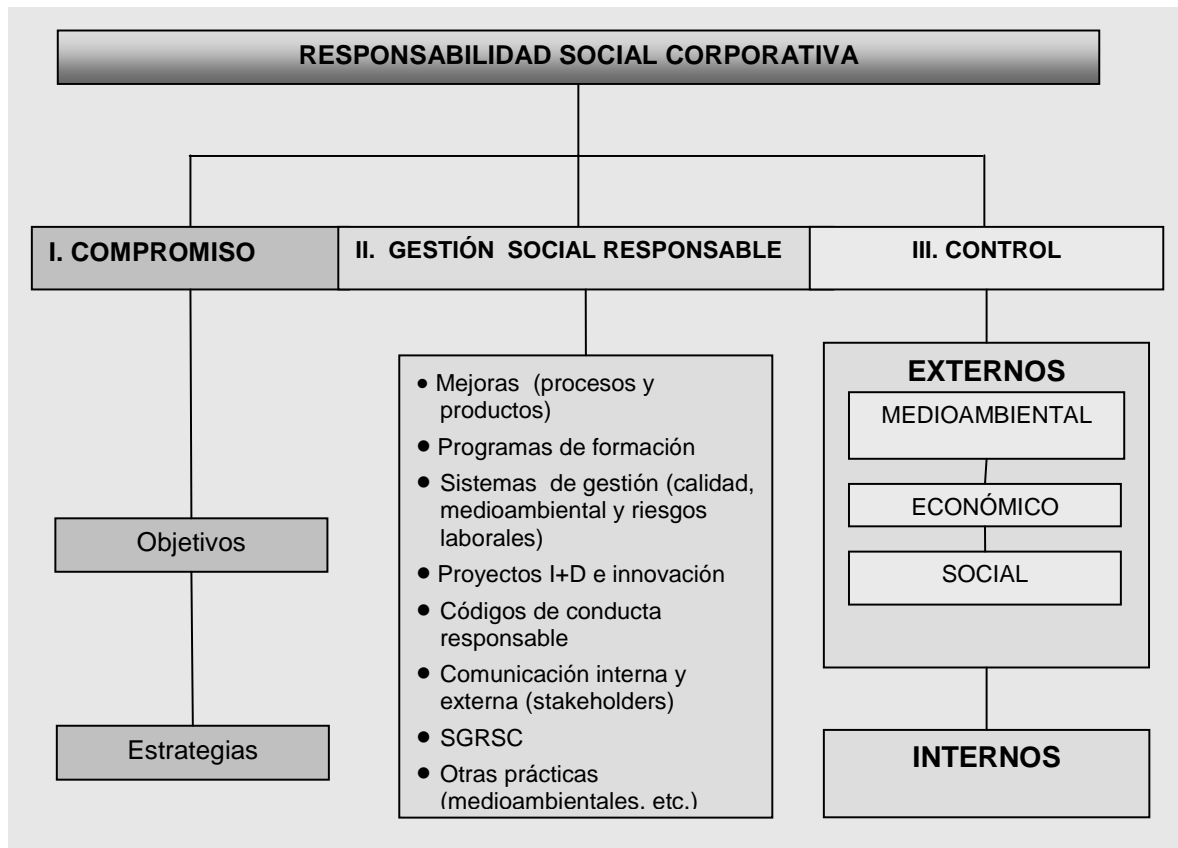 RESPONSABILIDAD SOCIAL CORPORATIVA
I. COMPROMISO
Objetivos
Estrategias
II. GESTIÓN SOCIAL RESPONSABLE
• Mejoras (procesos y
productos)
• Programas de formación
• Sistemas de gestión (calidad,
medioambiental y riesgos
laborales)
• Proyectos I+D e innovación
• Códigos de conducta
responsable
• Comunicación interna y
externa (stakeholders)
• SGRSC
• Otras prácticas
(medioambientales. etc.)
III. CONTROL
EXTERNOS
MEDIOAMBIENTAL
ECONÓMICO
SOCIAL
INTERNOS